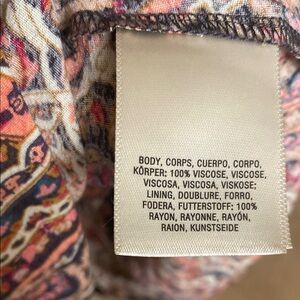 BODY, CORPS, CUERPO, CORPO,
KÖRPER: 100% VISCOSE, VISCOSE,
VISCOSA, VISCOSA, VISKOSE;
LINING, DOUBLURE, FORRO,
FODERA, FUTTERSTOFF: 100%
RAYON, RAYONNE, RAYÓN,
RAION, KUNSTSEIDE